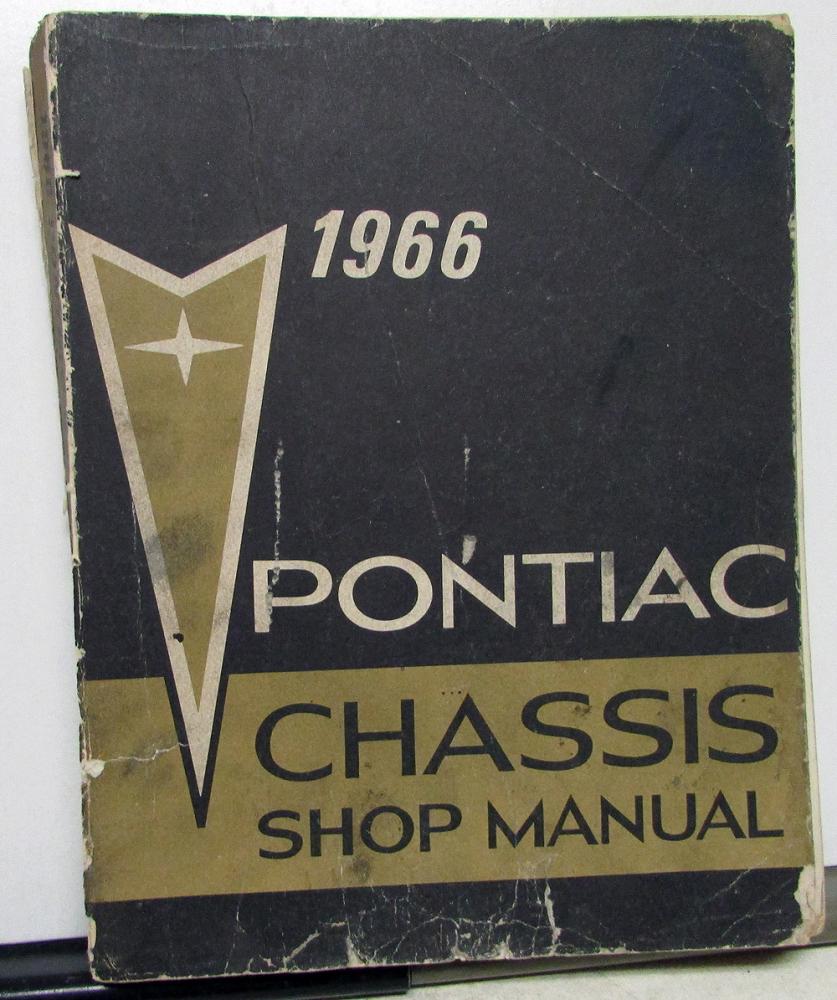 1966
PONTIAC
CHASSIS
SHOP MANUAL